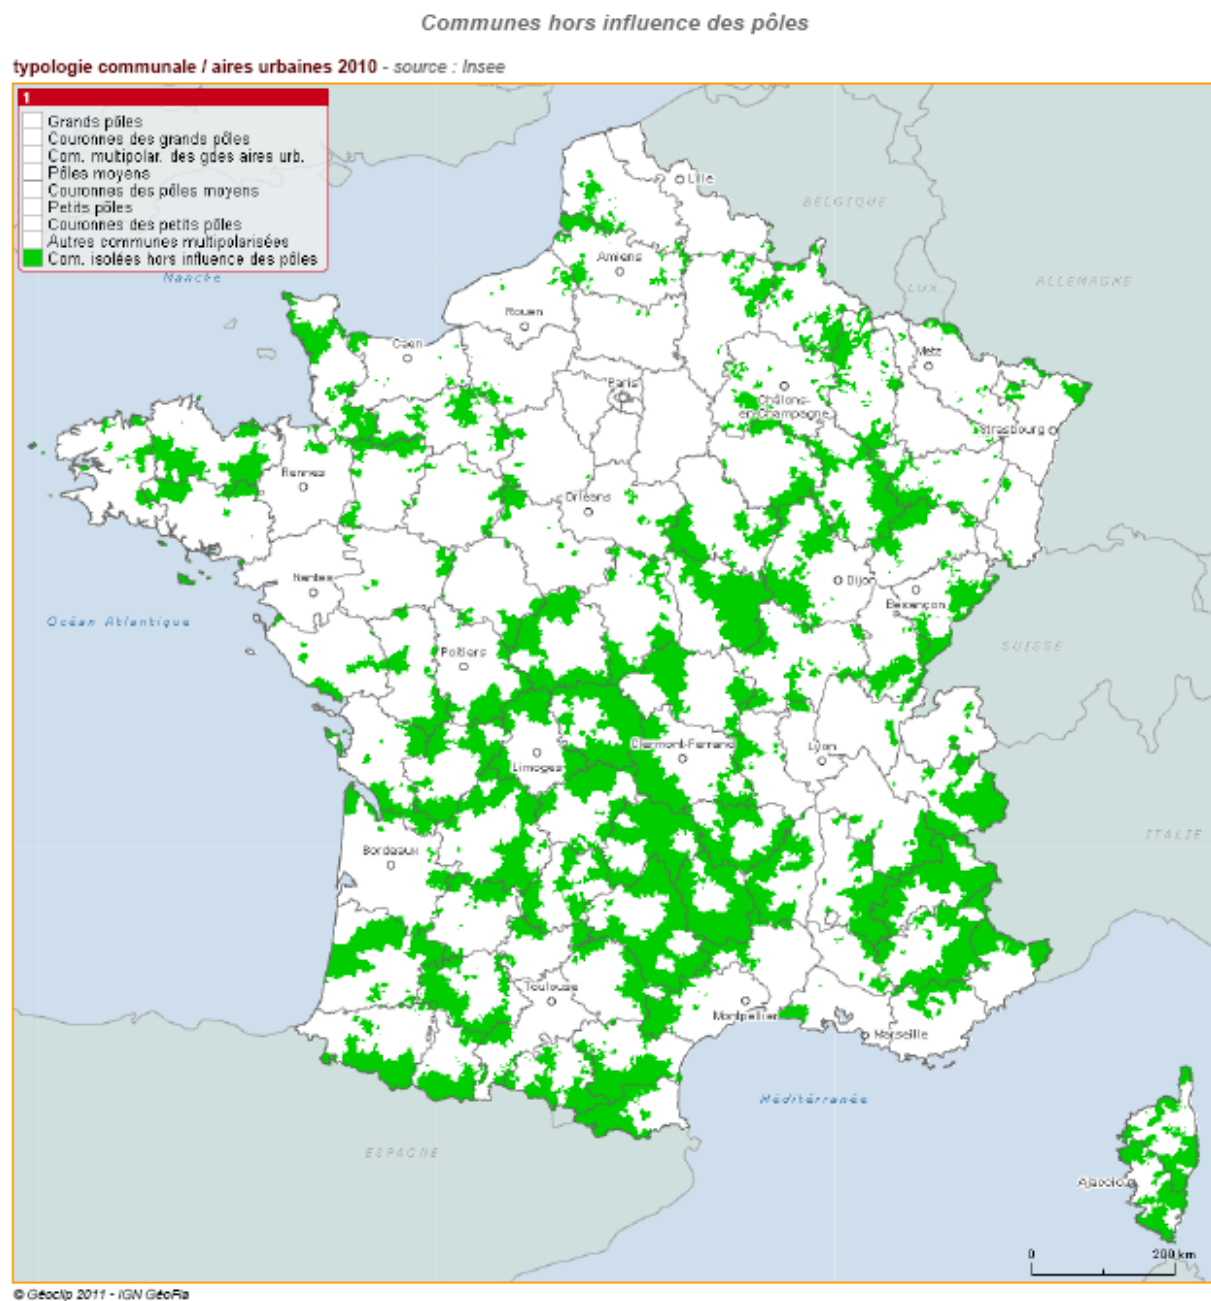 Communes hors influence des pôles
typologie communale / aires urbaines 2010 - source : Insee
1
Grands pôles
Couronnes des grands pôles
Com. multipolar. des gdes aires urb.
Pôles moyens
Couronnes des pôles moyens
Petits pôles
Couronnes des petits pôles
Autres communes multipolarisées
Com. isolées hors influence des pôles
Manche
Lille
BELGIQUE
Amiens
LUX.
ALLEMAGNE
Rouen
Caen
Metz
Paris
Châlons-
en-Champagne
Strasbourg
Rennes
Orléans
Nantes
Dijon
Besançon
Océan Atlantique
Poitiers
SUISSE
Clermont-Ferrand
Lyon
Limoges
ITALIE
Bordeaux
Toulouse
Montpellier
Marseille
Méditérranée
ESPAGNE
Ajaccio
0
200 km
© Géoclip 2011 - IGN GéoFla